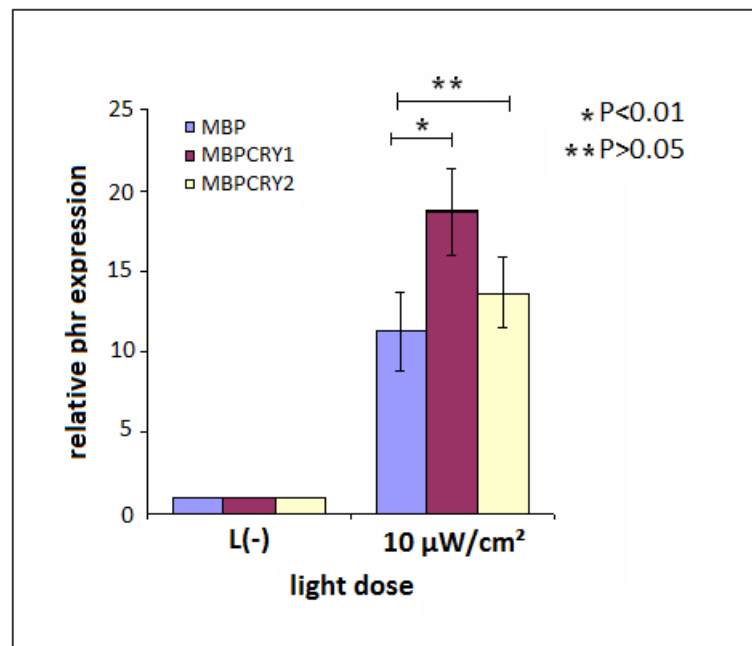 **
25
* P<0.01
MBP
*
**P>0.05
MBPCRY1
20
MBPCRY2
15
relative phr expression
10
5
0
L(-)
10 µW/cm²
light dose